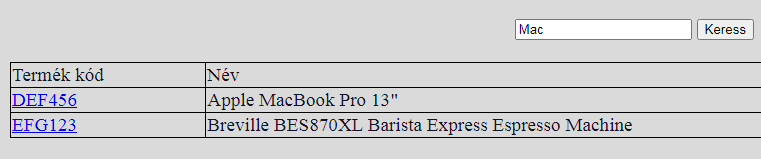 Mac Keress
Termék kód Név
DEF456 Apple MacBook Pro 13"
EFG123 Breville BES870XL Barista Express Espresso Machine